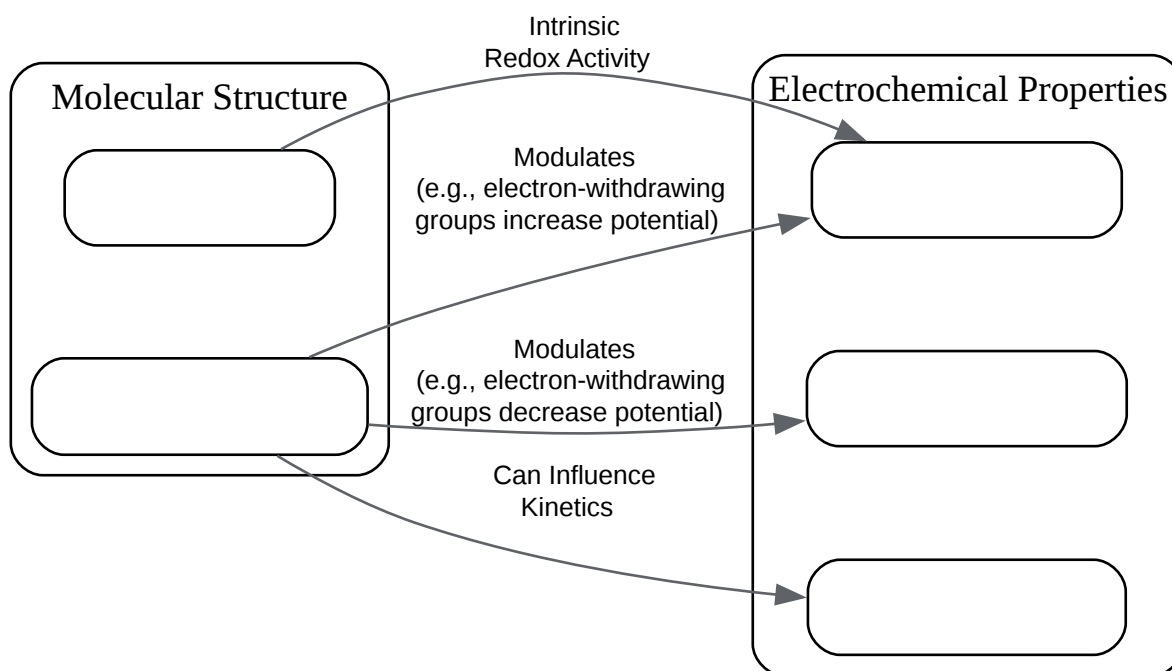 Intrinsic
Redox Activity
Molecular Structure
Electrochemical Properties
Modulates
(e.g., electron-withdrawing
groups increase potential)
Modulates
(e.g., electron-withdrawing
groups decrease potential)
Can Influence
Kinetics